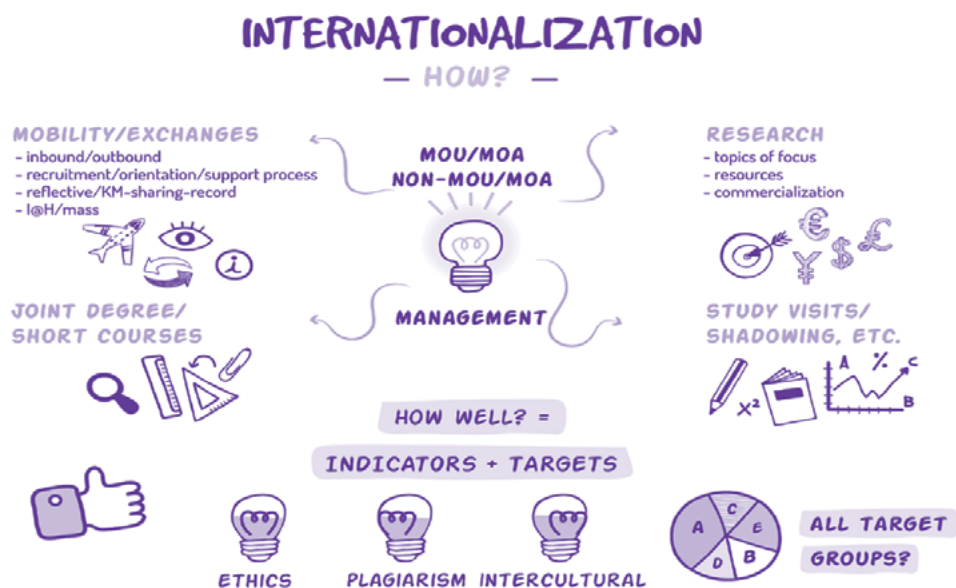 INTERNATIONALIZATION
— HOW? —
MOBILITY/EXCHANGES
- inbound/outbound
- recruitment/orientation/support process
- reflective/KM-sharing-record
- I@H/mass
MOU/MOA
NON-MOU/MOA
RESEARCH
- topics of focus
- resources
- commercialization
i
€
£
$
¥
JOINT DEGREE/
SHORT COURSES
MANAGEMENT
STUDY VISITS/
SHADOWING, ETC.
X²
A
%
C
B
HOW WELL? =
INDICATORS + TARGETS
ETHICS
PLAGIARISM
INTERCULTURAL
A
C
E
D
B
ALL TARGET
GROUPS?